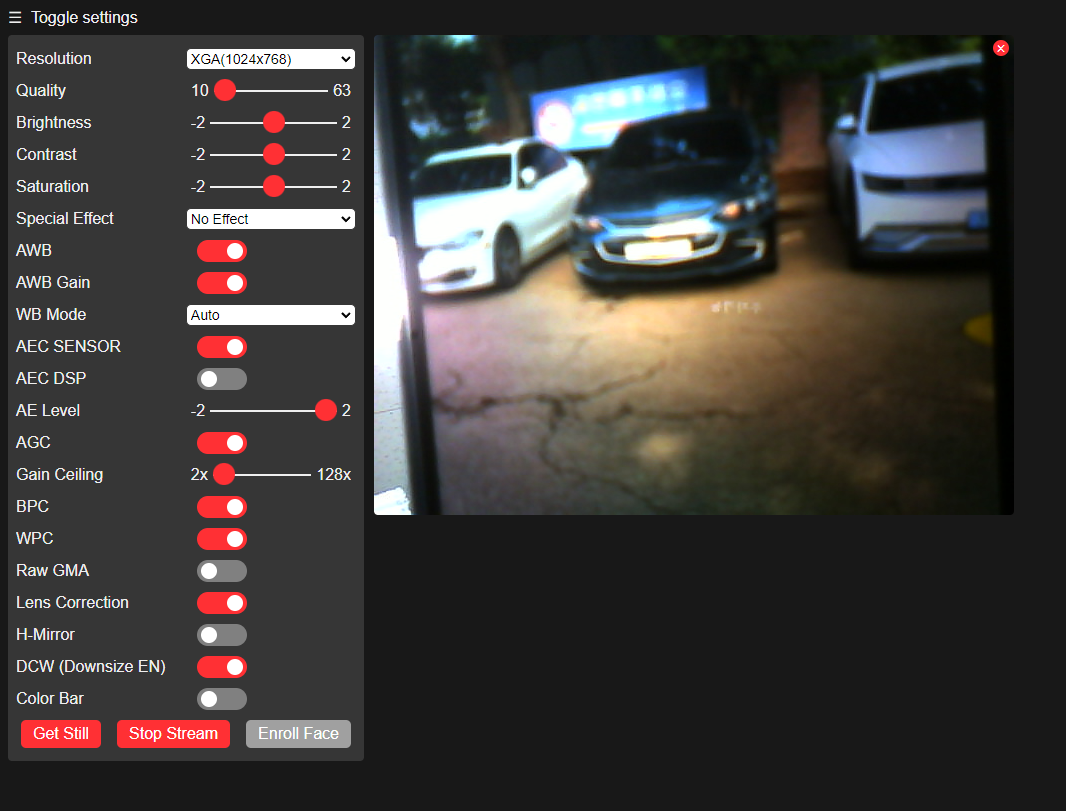 ☰ Toggle settings
Resolution XGA(1024x768)
Quality 10 63
Brightness -2 2
Contrast -2 2
Saturation -2 2
Special Effect No Effect
AWB
AWB Gain
WB Mode Auto
AEC SENSOR
AEC DSP
AE Level -2 2
AGC
Gain Ceiling 2x 128x
BPC
WPC
Raw GMA
Lens Correction
H-Mirror
DCW (Downsize EN)
Color Bar
Get Still Stop Stream Enroll Face